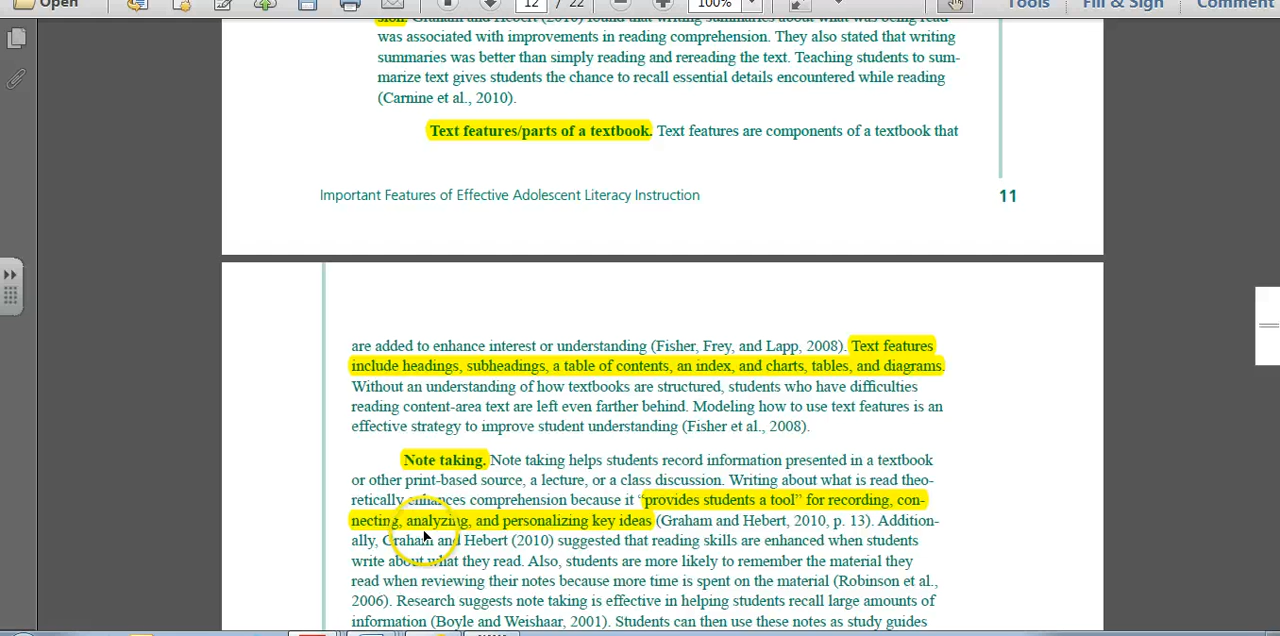 Open
12 / 22
100%
Tools
Fill & Sign
Comment
sion. Graham and Hebert (2010) found that writing summaries about what was being read
was associated with improvements in reading comprehension. They also stated that writing
summaries was better than simply reading and rereading the text. Teaching students to sum-
marize text gives students the chance to recall essential details encountered while reading
(Carnine et al., 2010).
Text features/parts of a textbook. Text features are components of a textbook that
Important Features of Effective Adolescent Literacy Instruction
11
are added to enhance interest or understanding (Fisher, Frey, and Lapp, 2008). Text features
include headings, subheadings, a table of contents, an index, and charts, tables, and diagrams.
Without an understanding of how textbooks are structured, students who have difficulties
reading content-area text are left even farther behind. Modeling how to use text features is an
effective strategy to improve student understanding (Fisher et al., 2008).
Note taking. Note taking helps students record information presented in a textbook
or other print-based source, a lecture, or a class discussion. Writing about what is read theo-
retically enhances comprehension because it “provides students a tool” for recording, con-
necting, analyzing, and personalizing key ideas (Graham and Hebert, 2010, p. 13). Addition-
ally, Graham and Hebert (2010) suggested that reading skills are enhanced when students
write about what they read. Also, students are more likely to remember the material they
read when reviewing their notes because more time is spent on the material (Robinson et al.,
2006). Research suggests note taking is effective in helping students recall large amounts of
information (Boyle and Weishaar, 2001). Students can then use these notes as study guides